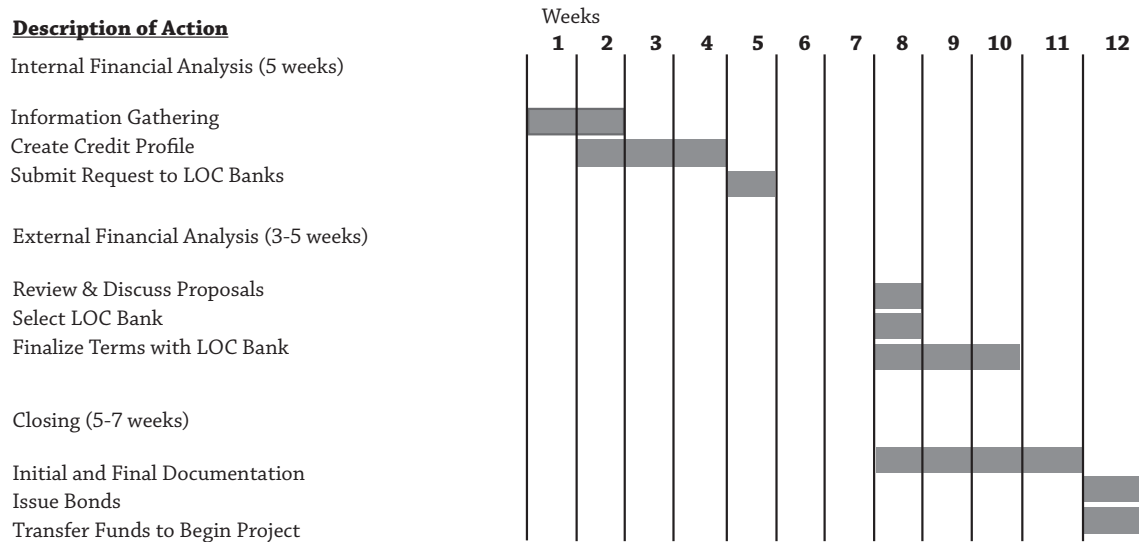 Weeks
Description of Action
1 2 3 4 5 6 7 8 9 10 11 12
Internal Financial Analysis (5 weeks)
Information Gathering
Create Credit Profile
Submit Request to LOC Banks
External Financial Analysis (3-5 weeks)
Review & Discuss Proposals
Select LOC Bank
Finalize Terms with LOC Bank
Closing (5-7 weeks)
Initial and Final Documentation
Issue Bonds
Transfer Funds to Begin Project